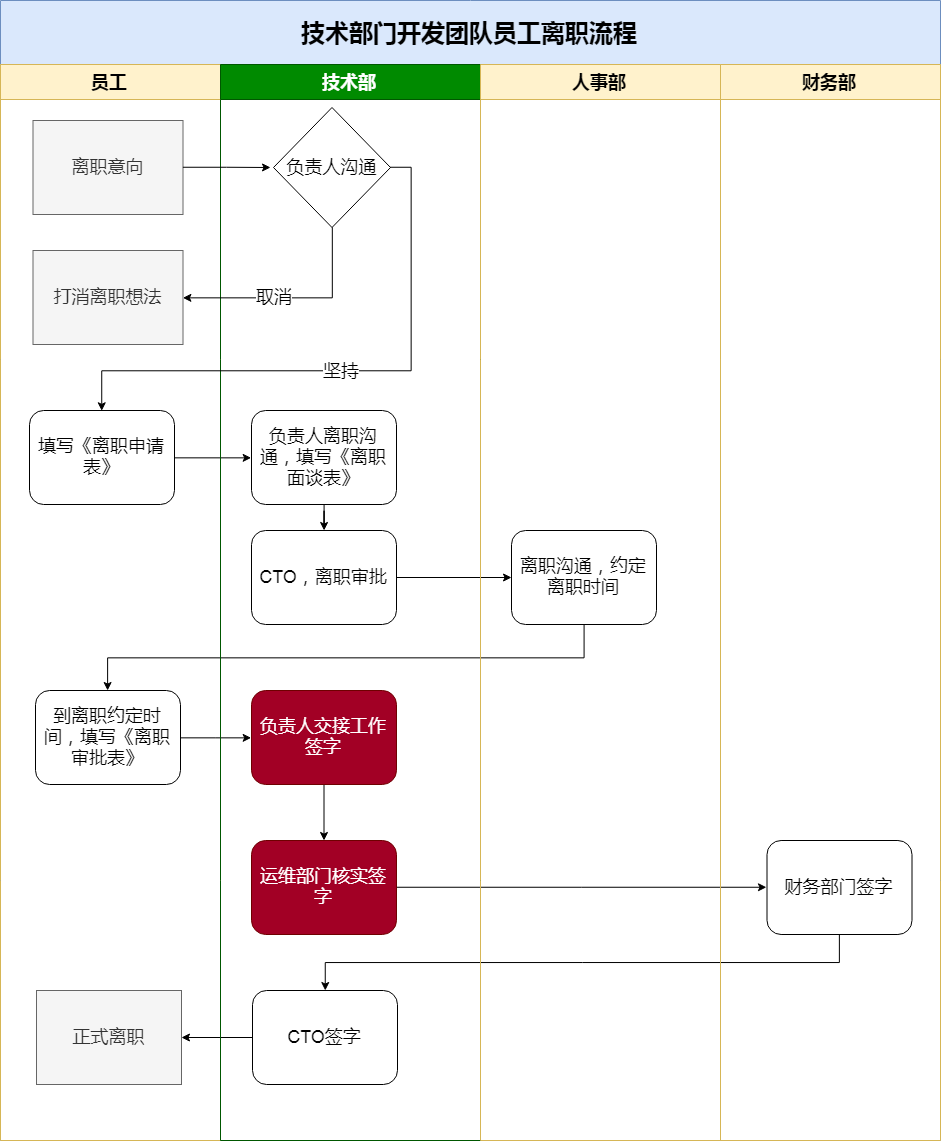 技术部门开发团队员工离职流程
员工
技术部
人事部
财务部
离职意向
负责人沟通
打消离职想法
取消
坚持
填写《离职申请
表》
负责人离职沟
通，填写《离职
面谈表》
CTO，离职审批
离职沟通，约定
离职时间
到离职约定时
间，填写《离职
审批表》
负责人交接工作
签字
运维部门核实签
字
财务部门签字
正式离职
CTO签字